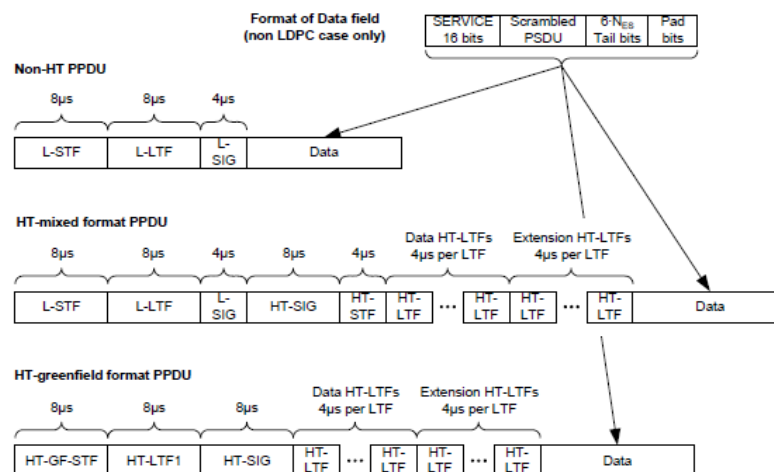 Format of Data field
(non LDPC case only)
SERVICE
16 bits
Scrambled
PSDU
6·NES
Tail bits
Pad
bits
Non-HT PPDU
8µs 8µs 4µs
L-STF L-LTF L-
SIG Data
HT-mixed format PPDU
Data HT-LTFs
4µs per LTF
Extension HT-LTFs
4µs per LTF
8µs 8µs 4µs 8µs 4µs
L-STF L-LTF L-
SIG HT-SIG HT-
STF HT-
LTF ... HT-
LTF HT-
LTF ... HT-
LTF Data
HT-greenfield format PPDU
Data HT-LTFs
4µs per LTF
Extension HT-LTFs
4µs per LTF
8µs 8µs 8µs
HT-GF-STF HT-LTF1 HT-SIG HT-
LTF ... HT-
LTF HT-
LTF ... HT-
LTF Data